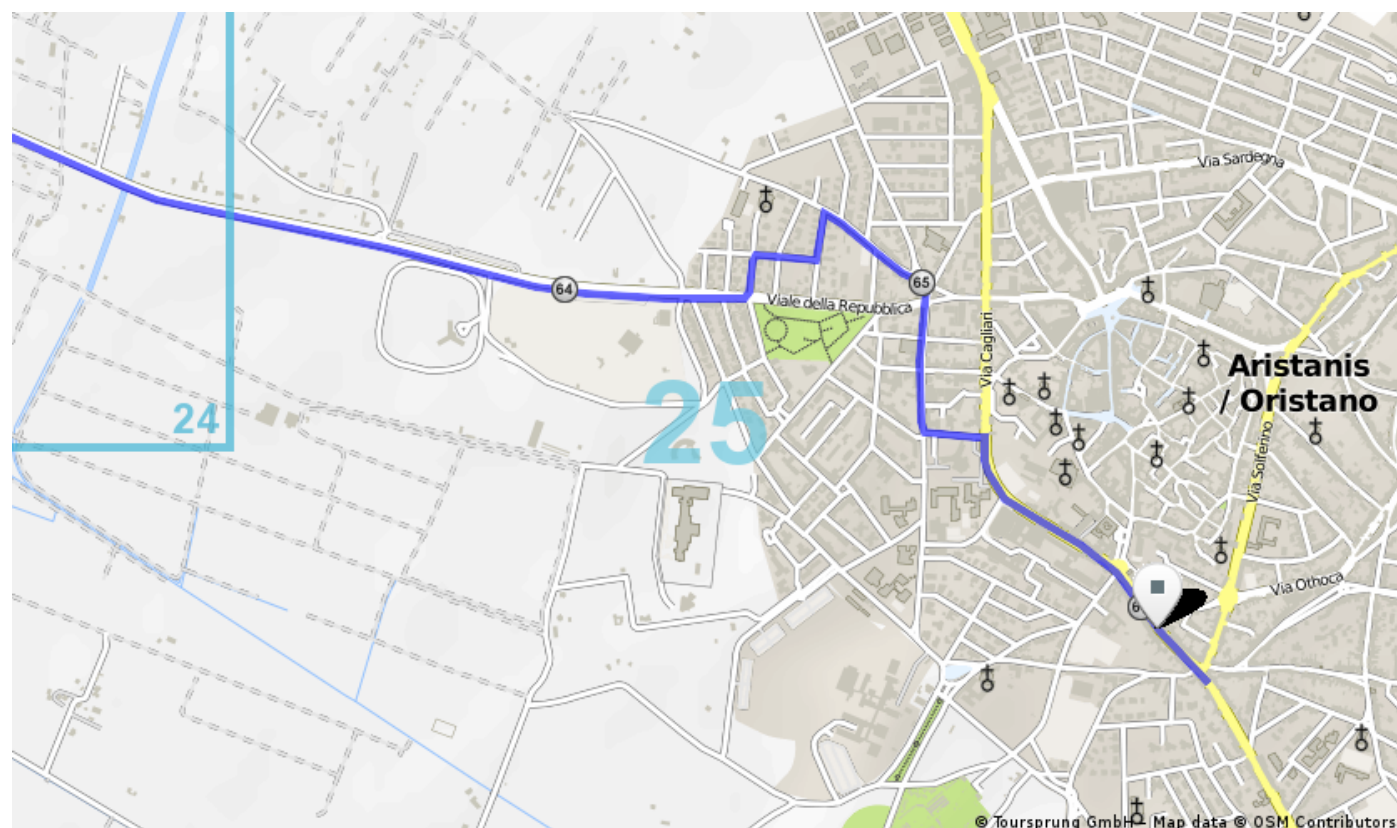 Via Sardegna
64
65
Viale della Repubblica
Via Cagliari
Aristanis
/ Oristano
25
24
Via Solferino
Via Othoca
© Toursprung GmbH - Map data © OSM Contributors